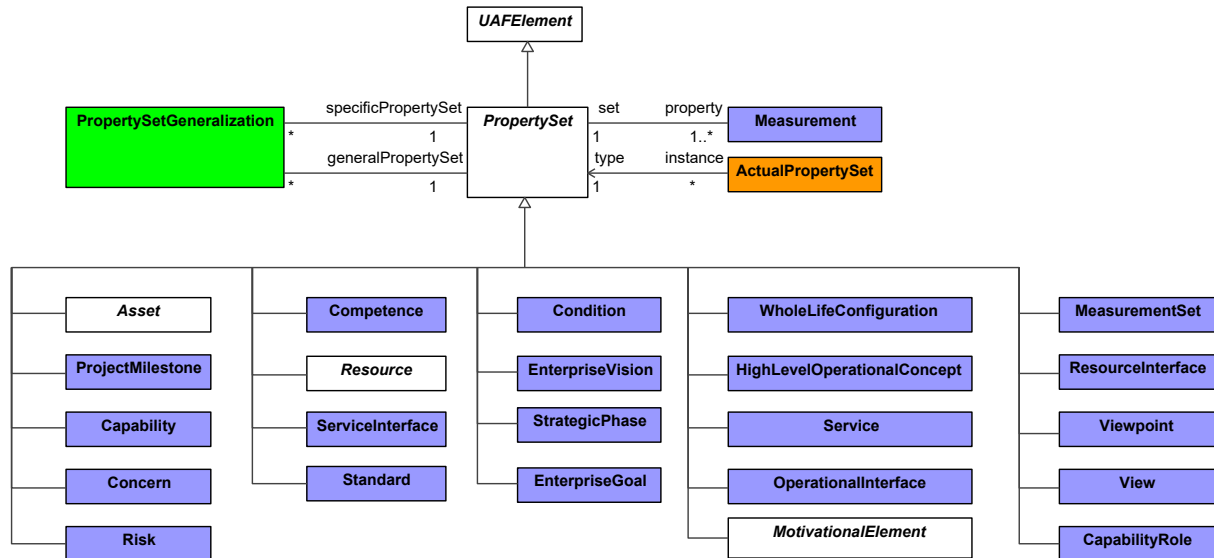 UAFElement
specificPropertySet
set
property
PropertySetGeneralization
PropertySet
Measurement
*
1
1
1..*
generalPropertySet
type
instance
ActualPropertySet
*
1
1
*
Asset
Competence
Condition
WholeLifeConfiguration
MeasurementSet
ProjectMilestone
Resource
EnterpriseVision
HighLevelOperationalConcept
ResourceInterface
Capability
ServiceInterface
StrategicPhase
Service
Viewpoint
Concern
Standard
EnterpriseGoal
OperationalInterface
View
Risk
MotivationalElement
CapabilityRole